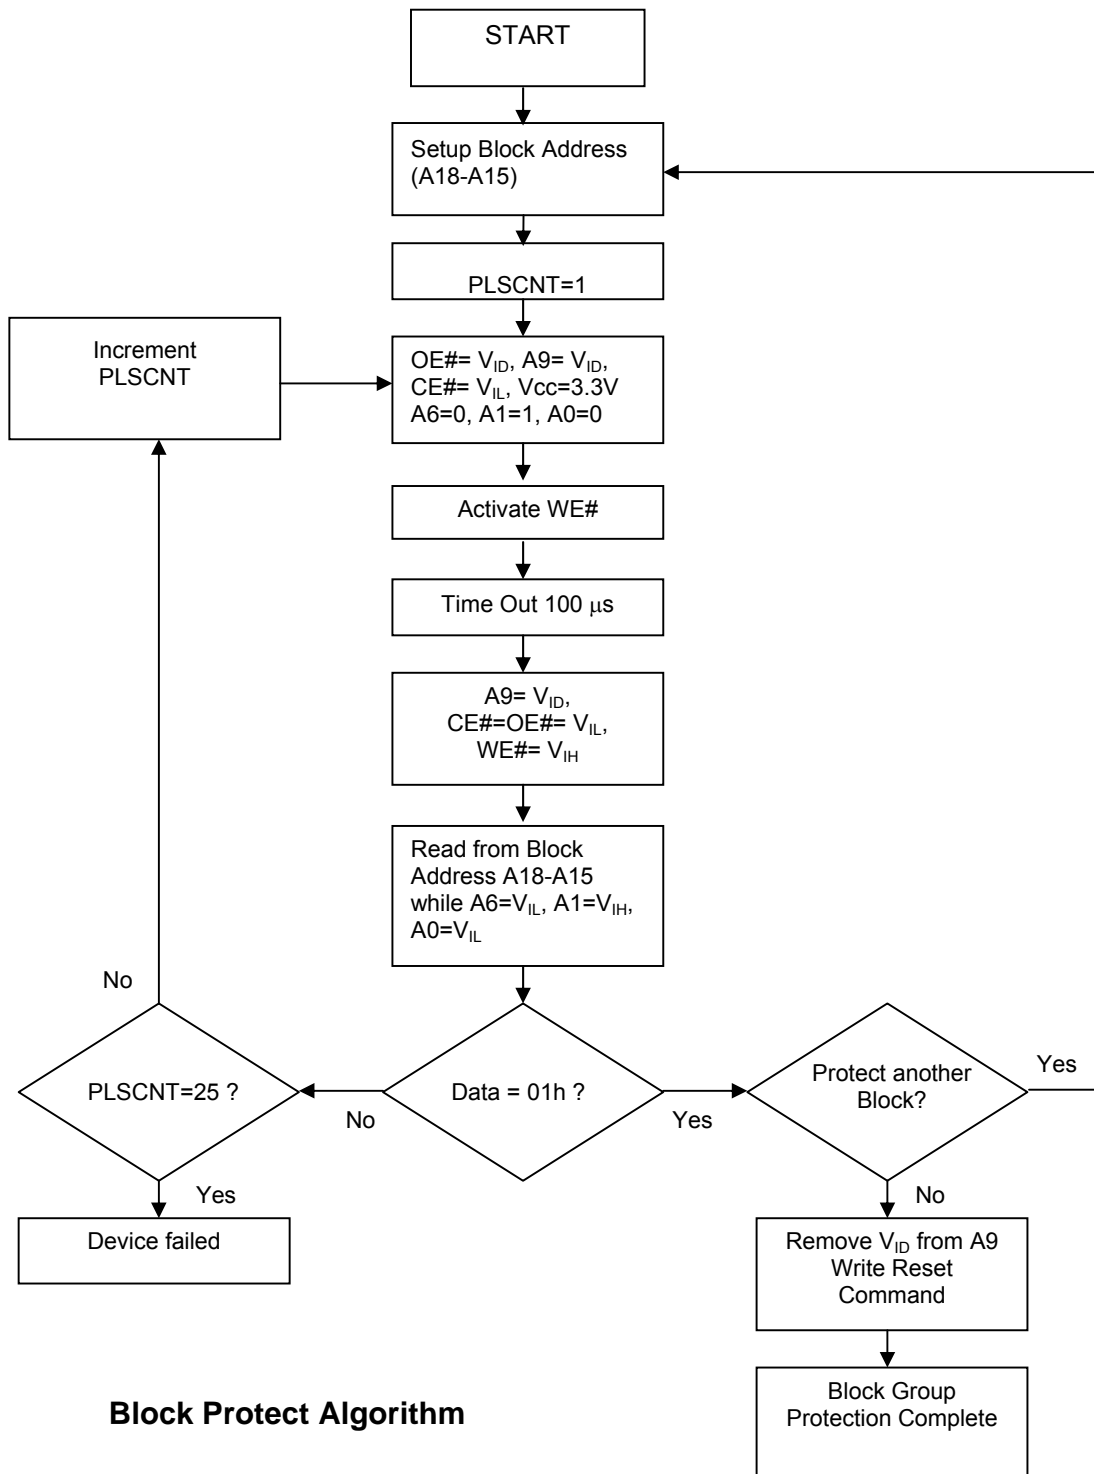 START
Setup Block Address
(A18-A15)
PLSCNT=1
Increment
PLSCNT
OE#= VID, A9= VID,
CE#= VIL, Vcc=3.3V
A6=0, A1=1, A0=0
Activate WE#
Time Out 100 μs
A9= VID,
CE#=OE#= VIL,
WE#= VIH
Read from Block
Address A18-A15
while A6=VIL, A1=VIH,
A0=VIL
No
PLSCNT=25 ?
No
Data = 01h ?
Yes
Protect another
Block?
Yes
Yes
No
Device failed
Remove VID from A9
Write Reset
Command
Block Group
Protection Complete
Block Protect Algorithm